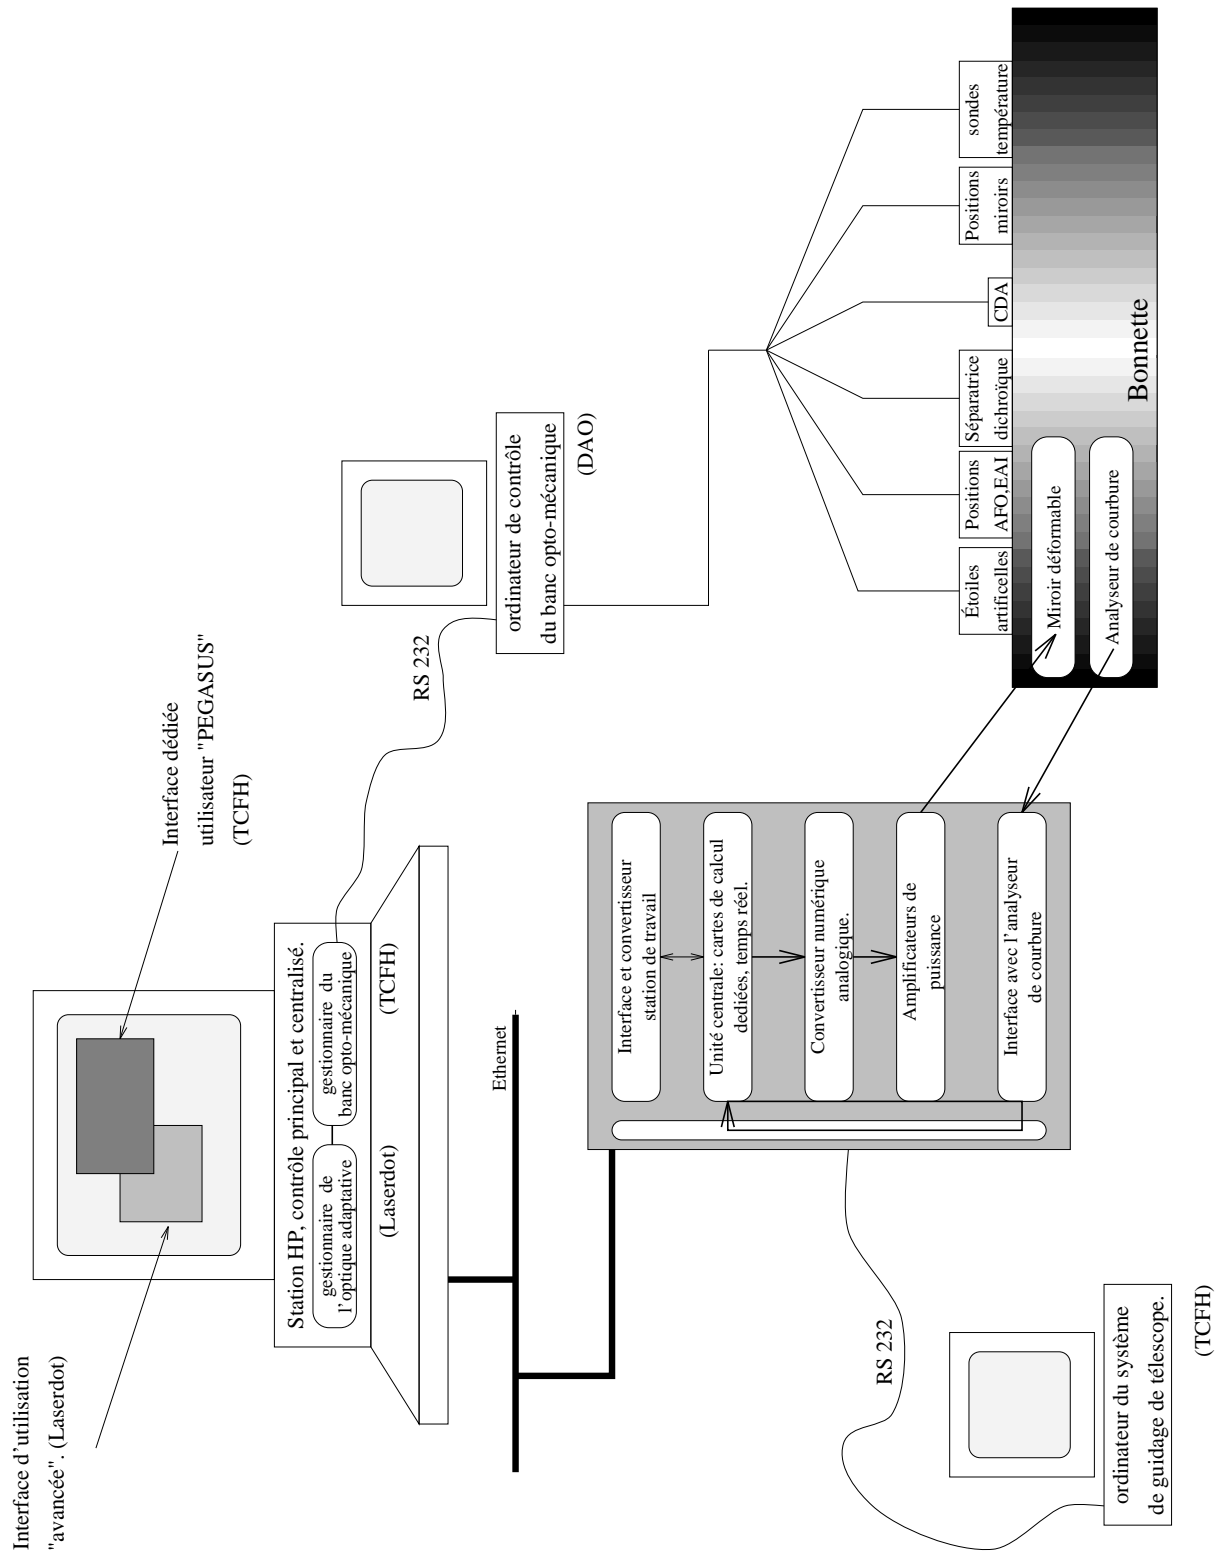 Interface d'utilisation
"avancée". (Laserdot)
Interface dédiée
utilisateur "PEGASUS"
(TCFH)
Station HP, contrôle principal et centralisé.
gestionnaire de
l'optique adaptative
gestionnaire du
banc opto-mécanique
(Laserdot)
(TCFH)
Ethernet
RS 232
ordinateur de contrôle
du banc opto-mécanique
(DAO)
Interface et convertisseur
station de travail
Unité centrale: cartes de calcul
dediées, temps réel.
Convertisseur numérique
analogique.
Amplificateurs de
puissance
Interface avec l'analyseur
de courbure
RS 232
ordinateur du système
de guidage de télescope.
(TCFH)
Étoiles
artificelles
Positions
AFO,EAI
Séparatrice
dichroïque
CDA
Positions
miroirs
sondes
température
Miroir déformable
Analyseur de courbure
Bonnette